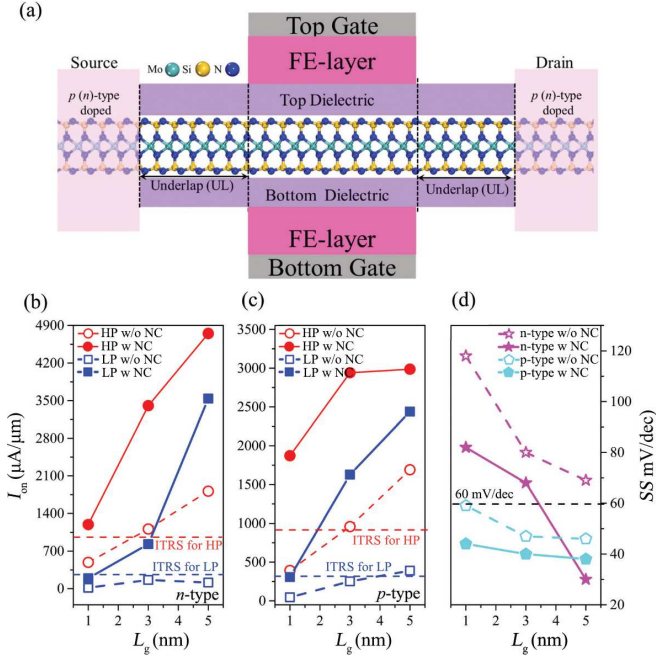 (a)
Top Gate
Source
FE-layer
Drain
Mo Si N
p (n)-type
doped
Top Dielectric
p (n)-type
doped
Underlap (UL)
Bottom Dielectric
Underlap (UL)
FE-layer
Bottom Gate
(b)
4900
4200
3500
2800
2100
1400
700
0
I_on (μA/μm)
HP w/o NC
HP w NC
LP w/o NC
LP w NC
ITRS for HP
ITRS for LP
n-type
1 2 3 4 5
L_g (nm)
(c)
3500
3000
2500
2000
1500
1000
500
0
HP w/o NC
HP w NC
LP w/o NC
LP w NC
ITRS for HP
ITRS for LP
p-type
1 2 3 4 5
L_g (nm)
(d)
n-type w/o NC
n-type w NC
p-type w/o NC
p-type w NC
60 mV/dec
120
100
80
60
40
20
SS mV/dec
1 2 3 4 5
L_g (nm)